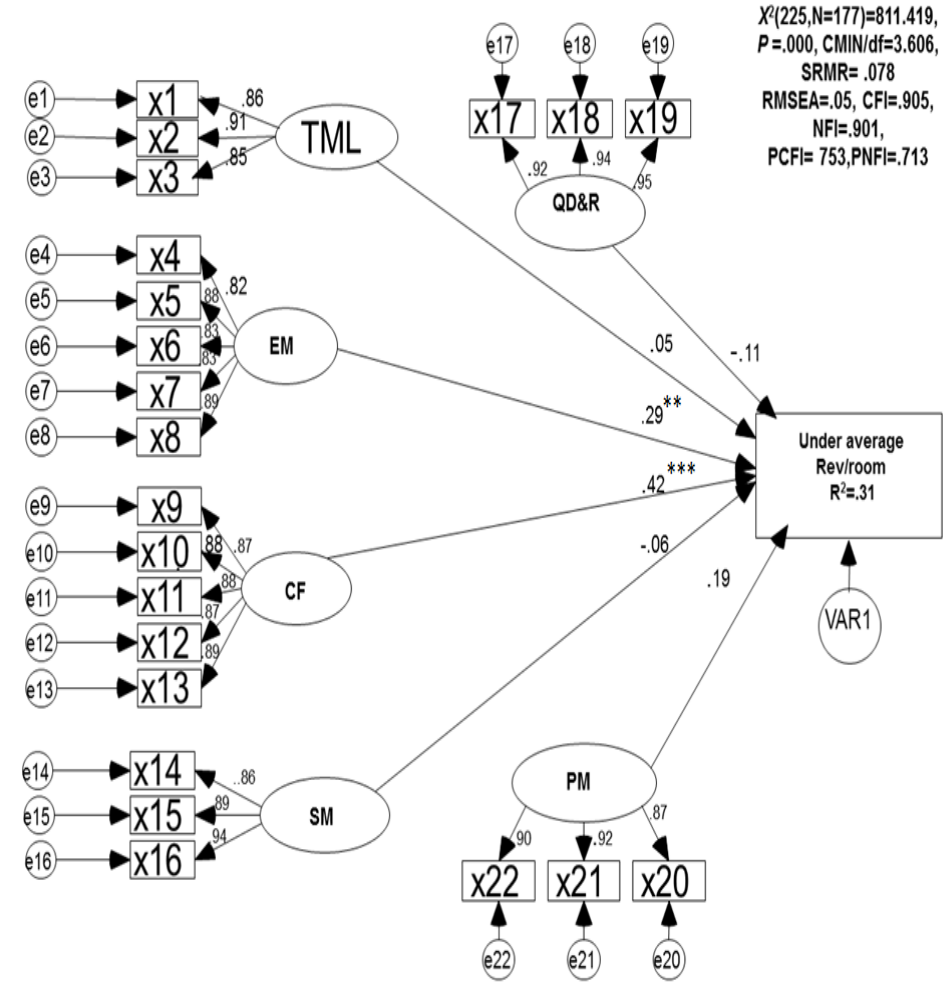 X²(225,N=177)=811.419,
P =.000, CMIN/df=3.606,
SRMR= .078
RMSEA=.05, CFI=.905,
NFI=.901,
PCFI= 753,PNFI=.713
e17
e18
e19
x17
x18
x19
.92
.94
.95
QD&R
e1
x1
.86
e2
x2
.91
e3
x3
.85
TML
e4
x4
.82
e5
x5
.88
e6
x6
.83
e7
x7
.83
e8
x8
.89
EM
.05
-.11
.29**
.42***
-.06
.19
Under average
Rev/room
R²=.31
VAR1
e9
x9
.87
e10
x10
.88
e11
x11
.88
e12
x12
.87
e13
x13
.89
CF
e14
x14
..86
e15
x15
.89
e16
x16
.94
SM
PM
.90
.92
.87
x22
x21
x20
e22
e21
e20